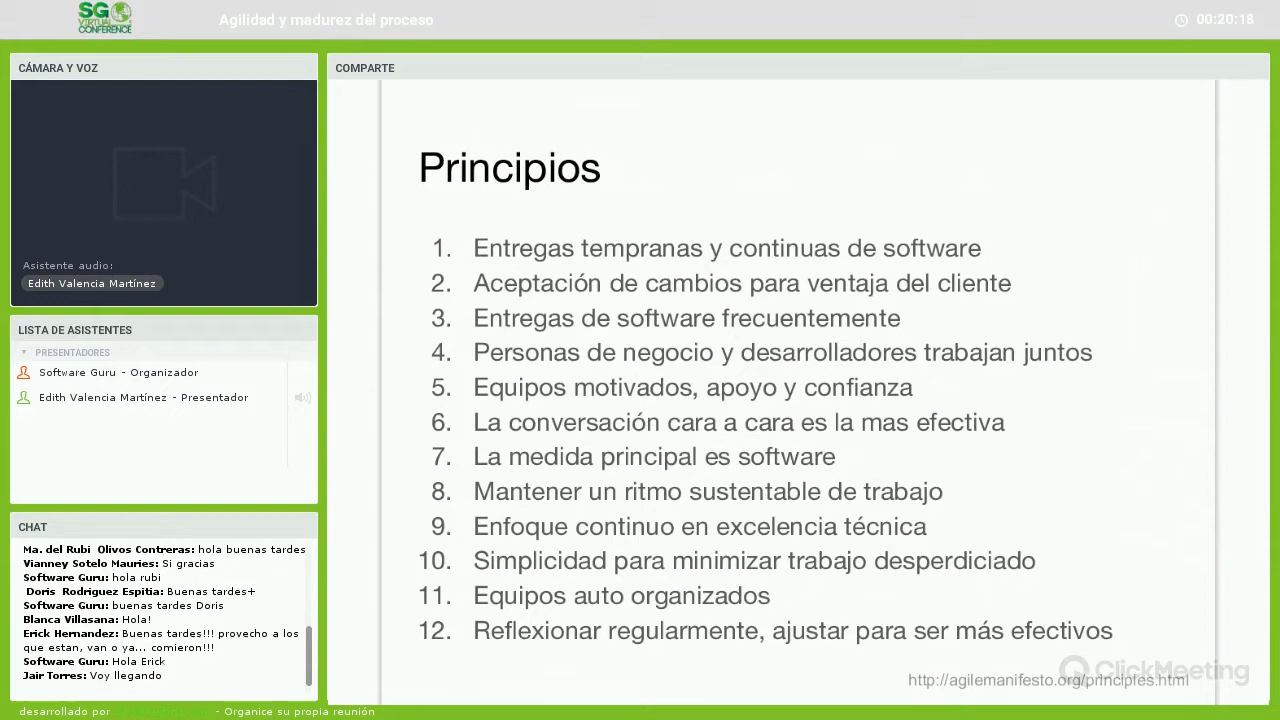 SG
VIRTUAL
CONFERENCE
Agilidad y madurez del proceso
00:20:18
CÁMARA Y VOZ
Asistente audio:
Edith Valencia Martínez
LISTA DE ASISTENTES
PRESENTADORES
Software Guru - Organizador
Edith Valencia Martínez - Presentador
CHAT
Ma. del Rubi Olivos Contreras: hola buenas tardes
Vianney Sotelo Mauries: Si gracias
Software Guru: hola rubi
Doris Rodriguez Espitia: Buenas tardes+
Software Guru: buenas tardes Doris
Blanca Villasana: Hola!
Erick Hernandez: Buenas tardes!!! provecho a los
que estan, van o ya... comieron!!!
Software Guru: Hola Erick
Jair Torres: Voy llegando
desarrollado por - Organice su propia reunión
COMPARTE
Principios
1. Entregas tempranas y continuas de software
2. Aceptación de cambios para ventaja del cliente
3. Entregas de software frecuentemente
4. Personas de negocio y desarrolladores trabajan juntos
5. Equipos motivados, apoyo y confianza
6. La conversación cara a cara es la mas efectiva
7. La medida principal es software
8. Mantener un ritmo sustentable de trabajo
9. Enfoque continuo en excelencia técnica
10. Simplicidad para minimizar trabajo desperdiciado
11. Equipos auto organizados
12. Reflexionar regularmente, ajustar para ser más efectivos
http://agilemanifesto.org/principles.html
ClickMeeting